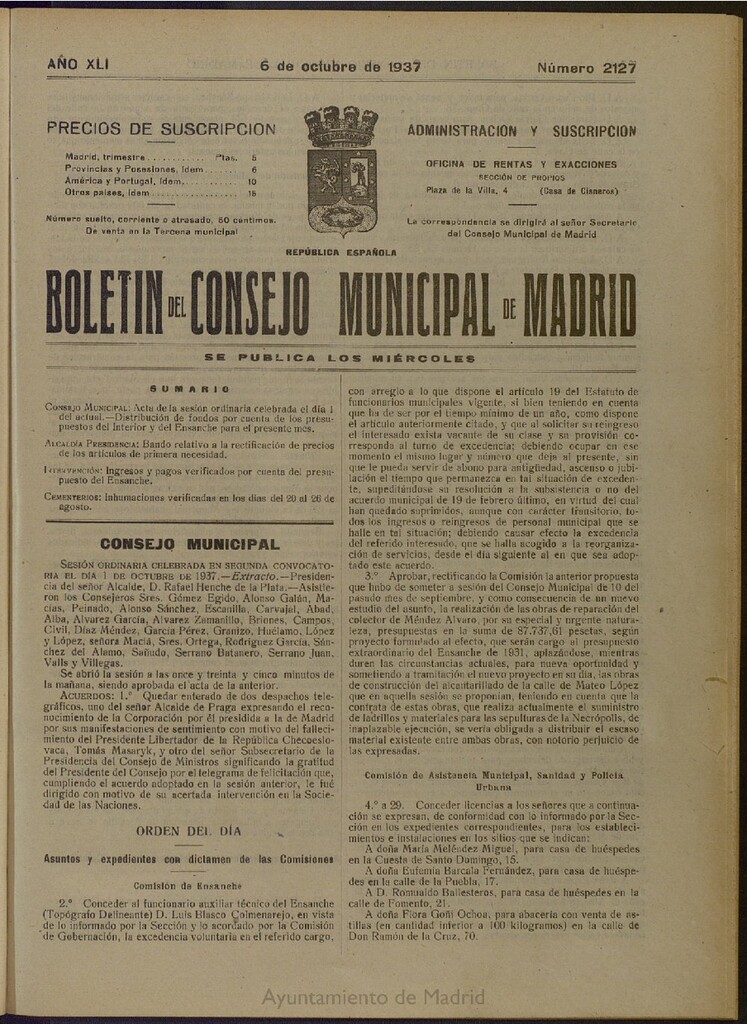 AÑO XLI
6 de octubre de 1937
Número 2127
PRECIOS DE SUSCRIPCION
Madrid, trimestre........... Ptas. 5
Provincias y Posesiones, ídem.... 6
América y Portugal, ídem......... 10
Otros países, ídem............... 15
Número suelto, corriente o atrasado, 50 céntimos.
De venta en la Tercena municipal
ADMINISTRACION Y SUSCRIPCION
OFICINA DE RENTAS Y EXACCIONES
SECCIÓN DE PROPIOS
Plaza de la Villa, 4 (Casa de Cisneros)
La correspondencia se dirigirá al señor Secretario
del Consejo Municipal de Madrid
REPÚBLICA ESPAÑOLA
BOLETIN DEL CONSEJO MUNICIPAL DE MADRID
SE PUBLICA LOS MIÉRCOLES
SUMARIO
CONSEJO MUNICIPAL: Acta de la sesión ordinaria celebrada el día 1
del actual.—Distribución de fondos por cuenta de los presu-
puestos del Interior y del Ensanche para el presente mes.
ALCALDÍA PRESIDENCIA: Bando relativo a la rectificación de precios
de los artículos de primera necesidad.
INTERVENCIÓN: Ingresos y pagos verificados por cuenta del presu-
puesto del Ensanche.
CEMENTERIOS: Inhumaciones verificadas en los días del 20 al 26 de
agosto.
CONSEJO MUNICIPAL
SESIÓN ORDINARIA CELEBRADA EN SEGUNDA CONVOCATO-
RIA EL DÍA 1 DE OCTUBRE DE 1937.—Extracto.—Presiden-
cia del señor Alcalde, D. Rafael Henche de la Plata.—Asistie-
ron los Consejeros Sres. Gómez Egido, Alonso Galán, Ma-
cías, Peinado, Alonso Sánchez, Escanilla, Carvajal, Abad,
Alba, Alvarez García, Alvarez Zamanillo, Briones, Campos,
Civil, Díaz Méndez, García Pérez, Granizo, Huélamo, López
y López, señora Maciá, Sres. Ortega, Rodríguez García, Sán-
chez del Alamo, Sañudo, Serrano Batanero, Serrano Juan,
Valls y Villegas.
Se abrió la sesión a las once y treinta y cinco minutos de
la mañana, siendo aprobada el acta de la anterior.
ACUERDOS: 1.º Quedar enterado de dos despachos tele-
gráficos, uno del señor Alcalde de Praga expresando el reco-
nocimiento de la Corporación por él presidida a la de Madrid
por sus manifestaciones de sentimiento con motivo del falleci-
miento del Presidente Libertador de la República Checoeslo-
vaca, Tomás Masaryk, y otro del señor Subsecretario de la
Presidencia del Consejo de Ministros significando la gratitud
del Presidente del Consejo por el telegrama de felicitación que,
cumpliendo el acuerdo adoptado en la sesión anterior, le fué
dirigido con motivo de su acertada intervención en la Socie-
dad de las Naciones.
ORDEN DEL DÍA
Asuntos y expedientes con dictamen de las Comisiones
Comisión de Ensanche
2.º Conceder al funcionario auxiliar técnico del Ensanche
(Topógrafo Delineante) D. Luis Blasco Colmenarejo, en vista
de lo informado por la Sección y lo acordado por la Comisión
de Gobernación, la excedencia voluntaria en el referido cargo,
con arreglo a lo que dispone el artículo 19 del Estatuto de
funcionarios municipales vigente, si bien teniendo en cuenta
que ha de ser por el tiempo mínimo de un año, como dispone
el artículo anteriormente citado, y que al solicitar su reingreso
el interesado exista vacante de su clase y su provisión co-
rresponda al turno de excedencia; debiendo ocupar en ese
momento el mismo lugar y número que deja al presente, sin
que le pueda servir de abono para antigüedad, ascenso o jubi-
lación el tiempo que permanezca en tal situación de exceden-
te, supeditándose su resolución a la subsistencia o no del
acuerdo municipal de 19 de febrero último, en virtud del cual
han quedado suprimidos, aunque con carácter transitorio, to-
dos los ingresos o reingresos de personal municipal que se
halle en tal situación; debiendo causar efecto la excedencia
del referido interesado, que se halla acogido a la reorganiza-
ción de servicios, desde el día siguiente al en que sea adop-
tado este acuerdo.
3.º Aprobar, rectificando la Comisión la anterior propuesta
que hubo de someter a sesión del Consejo Municipal de 10 del
pasado mes de septiembre, y como consecuencia de un nuevo
estudio del asunto, la realización de las obras de reparación del
colector de Méndez Alvaro, por su especial y urgente natura-
leza, presupuestas en la suma de 87.737,61 pesetas, según
proyecto formulado al efecto, que serán cargo al presupuesto
extraordinario del Ensanche de 1931, aplazándose, mientras
duren las circunstancias actuales, para nueva oportunidad y
sometiendo a tramitación el nuevo proyecto en su día, las obras
de construcción del alcantarillado de la calle de Mateo López
que en aquella sesión se proponían, teniendo en cuenta que la
contrata de estas obras, que realiza actualmente el suministro
de ladrillos y materiales para las sepulturas de la Necrópolis, de
inaplazable ejecución, se vería obligada a distribuir el escaso
material existente entre ambas obras, con notorio perjuicio de
las expresadas.
Comisión de Asistencia Municipal, Sanidad y Policía
Urbana
4.º a 29. Conceder licencias a los señores que a continua-
ción se expresan, de conformidad con lo informado por la Sec-
ción en los expedientes correspondientes, para los estableci-
mientos e instalaciones en los sitios que se indican:
A doña María Meléndez Miguel, para casa de huéspedes
en la Cuesta de Santo Domingo, 15.
A doña Eufemia Barcala Fernández, para casa de huéspe-
des en la calle de la Puebla, 17.
A D. Romualdo Ballesteros, para casa de huéspedes en la
calle de Fomento, 21.
A doña Flora Goñi Ochoa, para abacería con venta de as-
tillas (en cantidad inferior a 100 kilogramos) en la calle de
Don Ramón de la Cruz, 70.
Ayuntamiento de Madrid